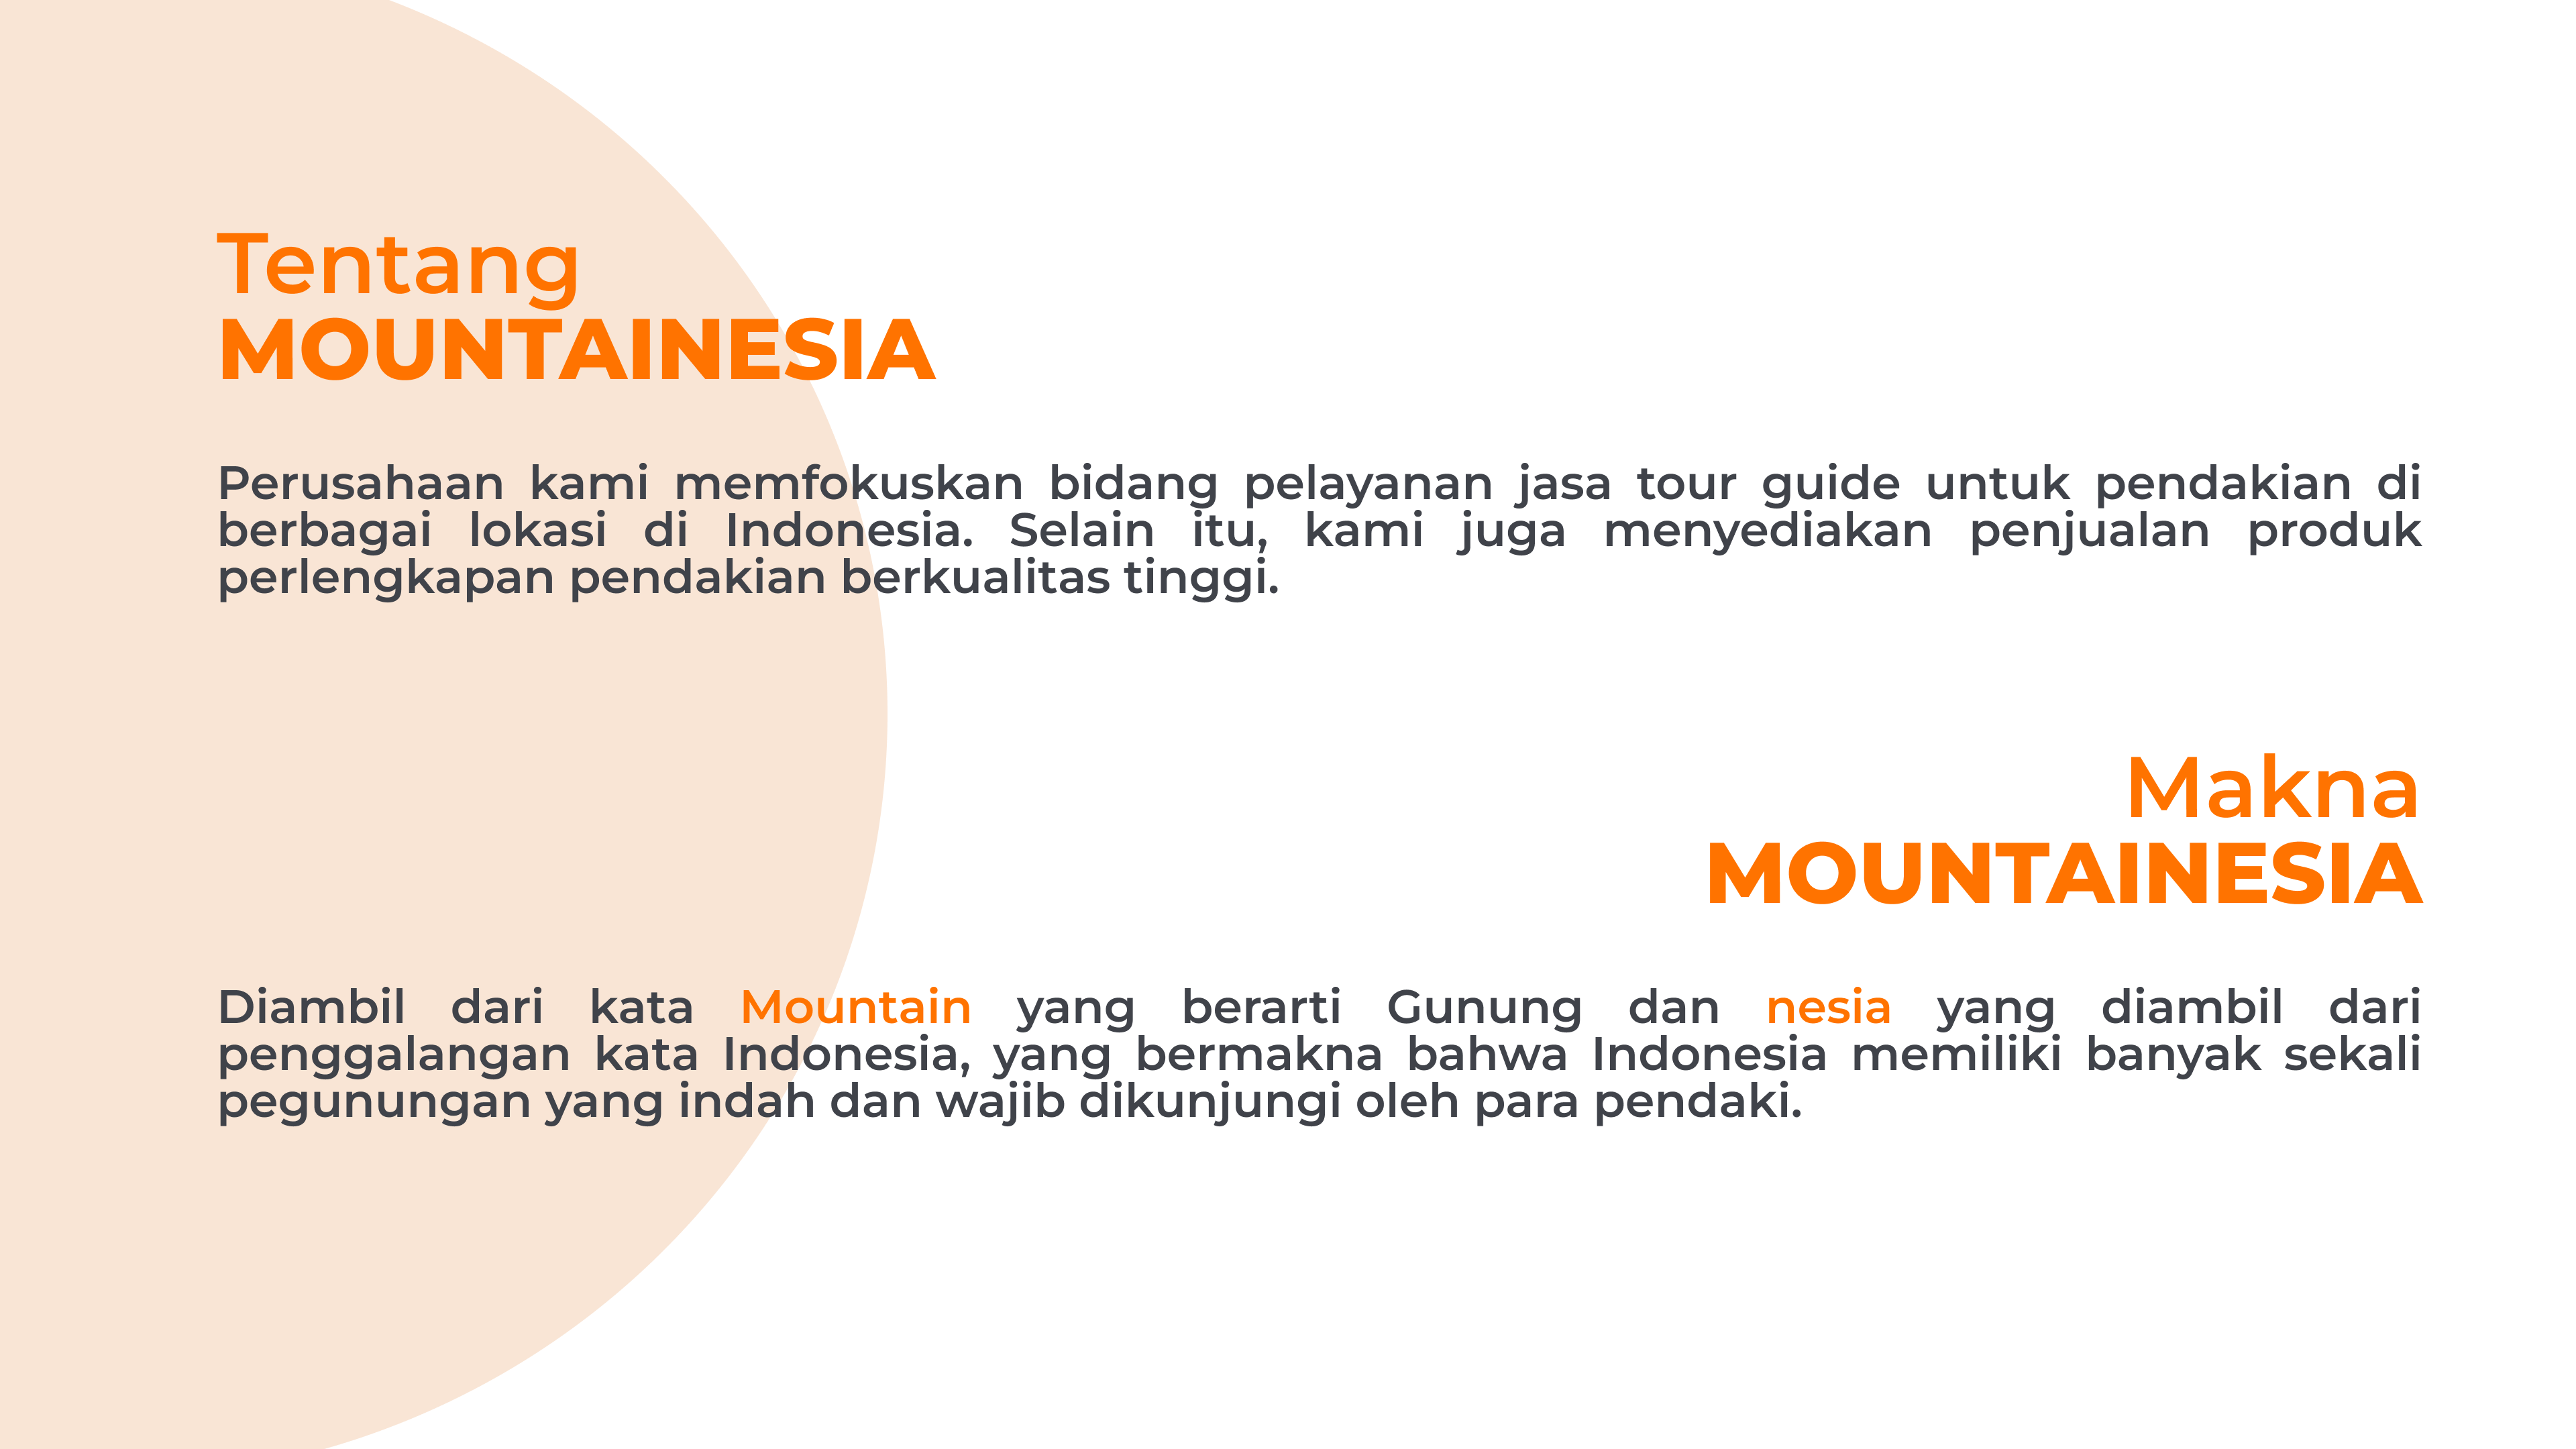 Tentang
MOUNTAINESIA
Perusahaan kami memfokuskan bidang pelayanan jasa tour guide untuk pendakian di
berbagai lokasi di Indonesia. Selain itu, kami juga menyediakan penjualan produk
perlengkapan pendakian berkualitas tinggi.
Makna
MOUNTAINESIA
Diambil dari kata Mountain yang berarti Gunung dan nesia yang diambil dari
penggalangan kata Indonesia, yang bermakna bahwa Indonesia memiliki banyak sekali
pegunungan yang indah dan wajib dikunjungi oleh para pendaki.